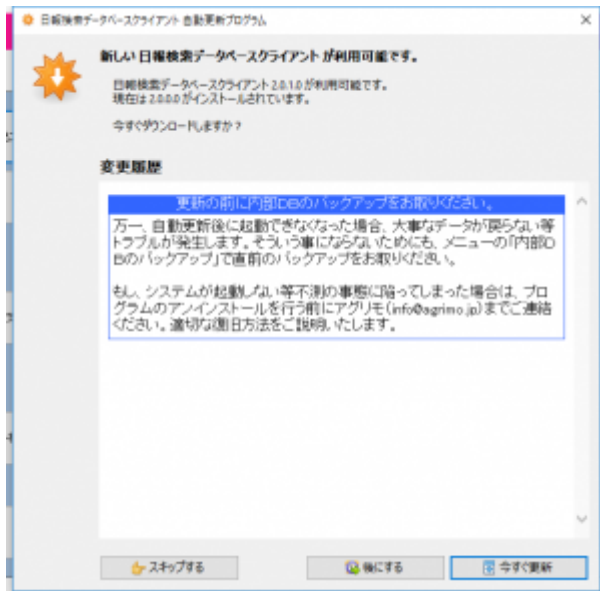 日報検索データベースクライアント 自動更新プログラム
新しい 日報検索データベースクライアント が利用可能です。
日報検索データベースクライアント 2.0.1.0 が利用可能です。
現在は 2.0.0.0 がインストールされています。
今すぐダウンロードしますか？
変更履歴
更新の前に内部DBのバックアップをお取りください。
万一、自動更新後に起動できなくなった場合、大事なデータが戻らない等
トラブルが発生します。そういう事にならないためにも、メニューの「内部D
Bのバックアップ」で直前のバックアップをお取りください。
もし、システムが起動しない等不測の事態に陥ってしまった場合は、プロ
グラムのアンインストールを行う前にアグリモ(info@agrimo.jp)までご連絡
ください。適切な復旧方法をご説明いたします。
スキップする
後にする
今すぐ更新